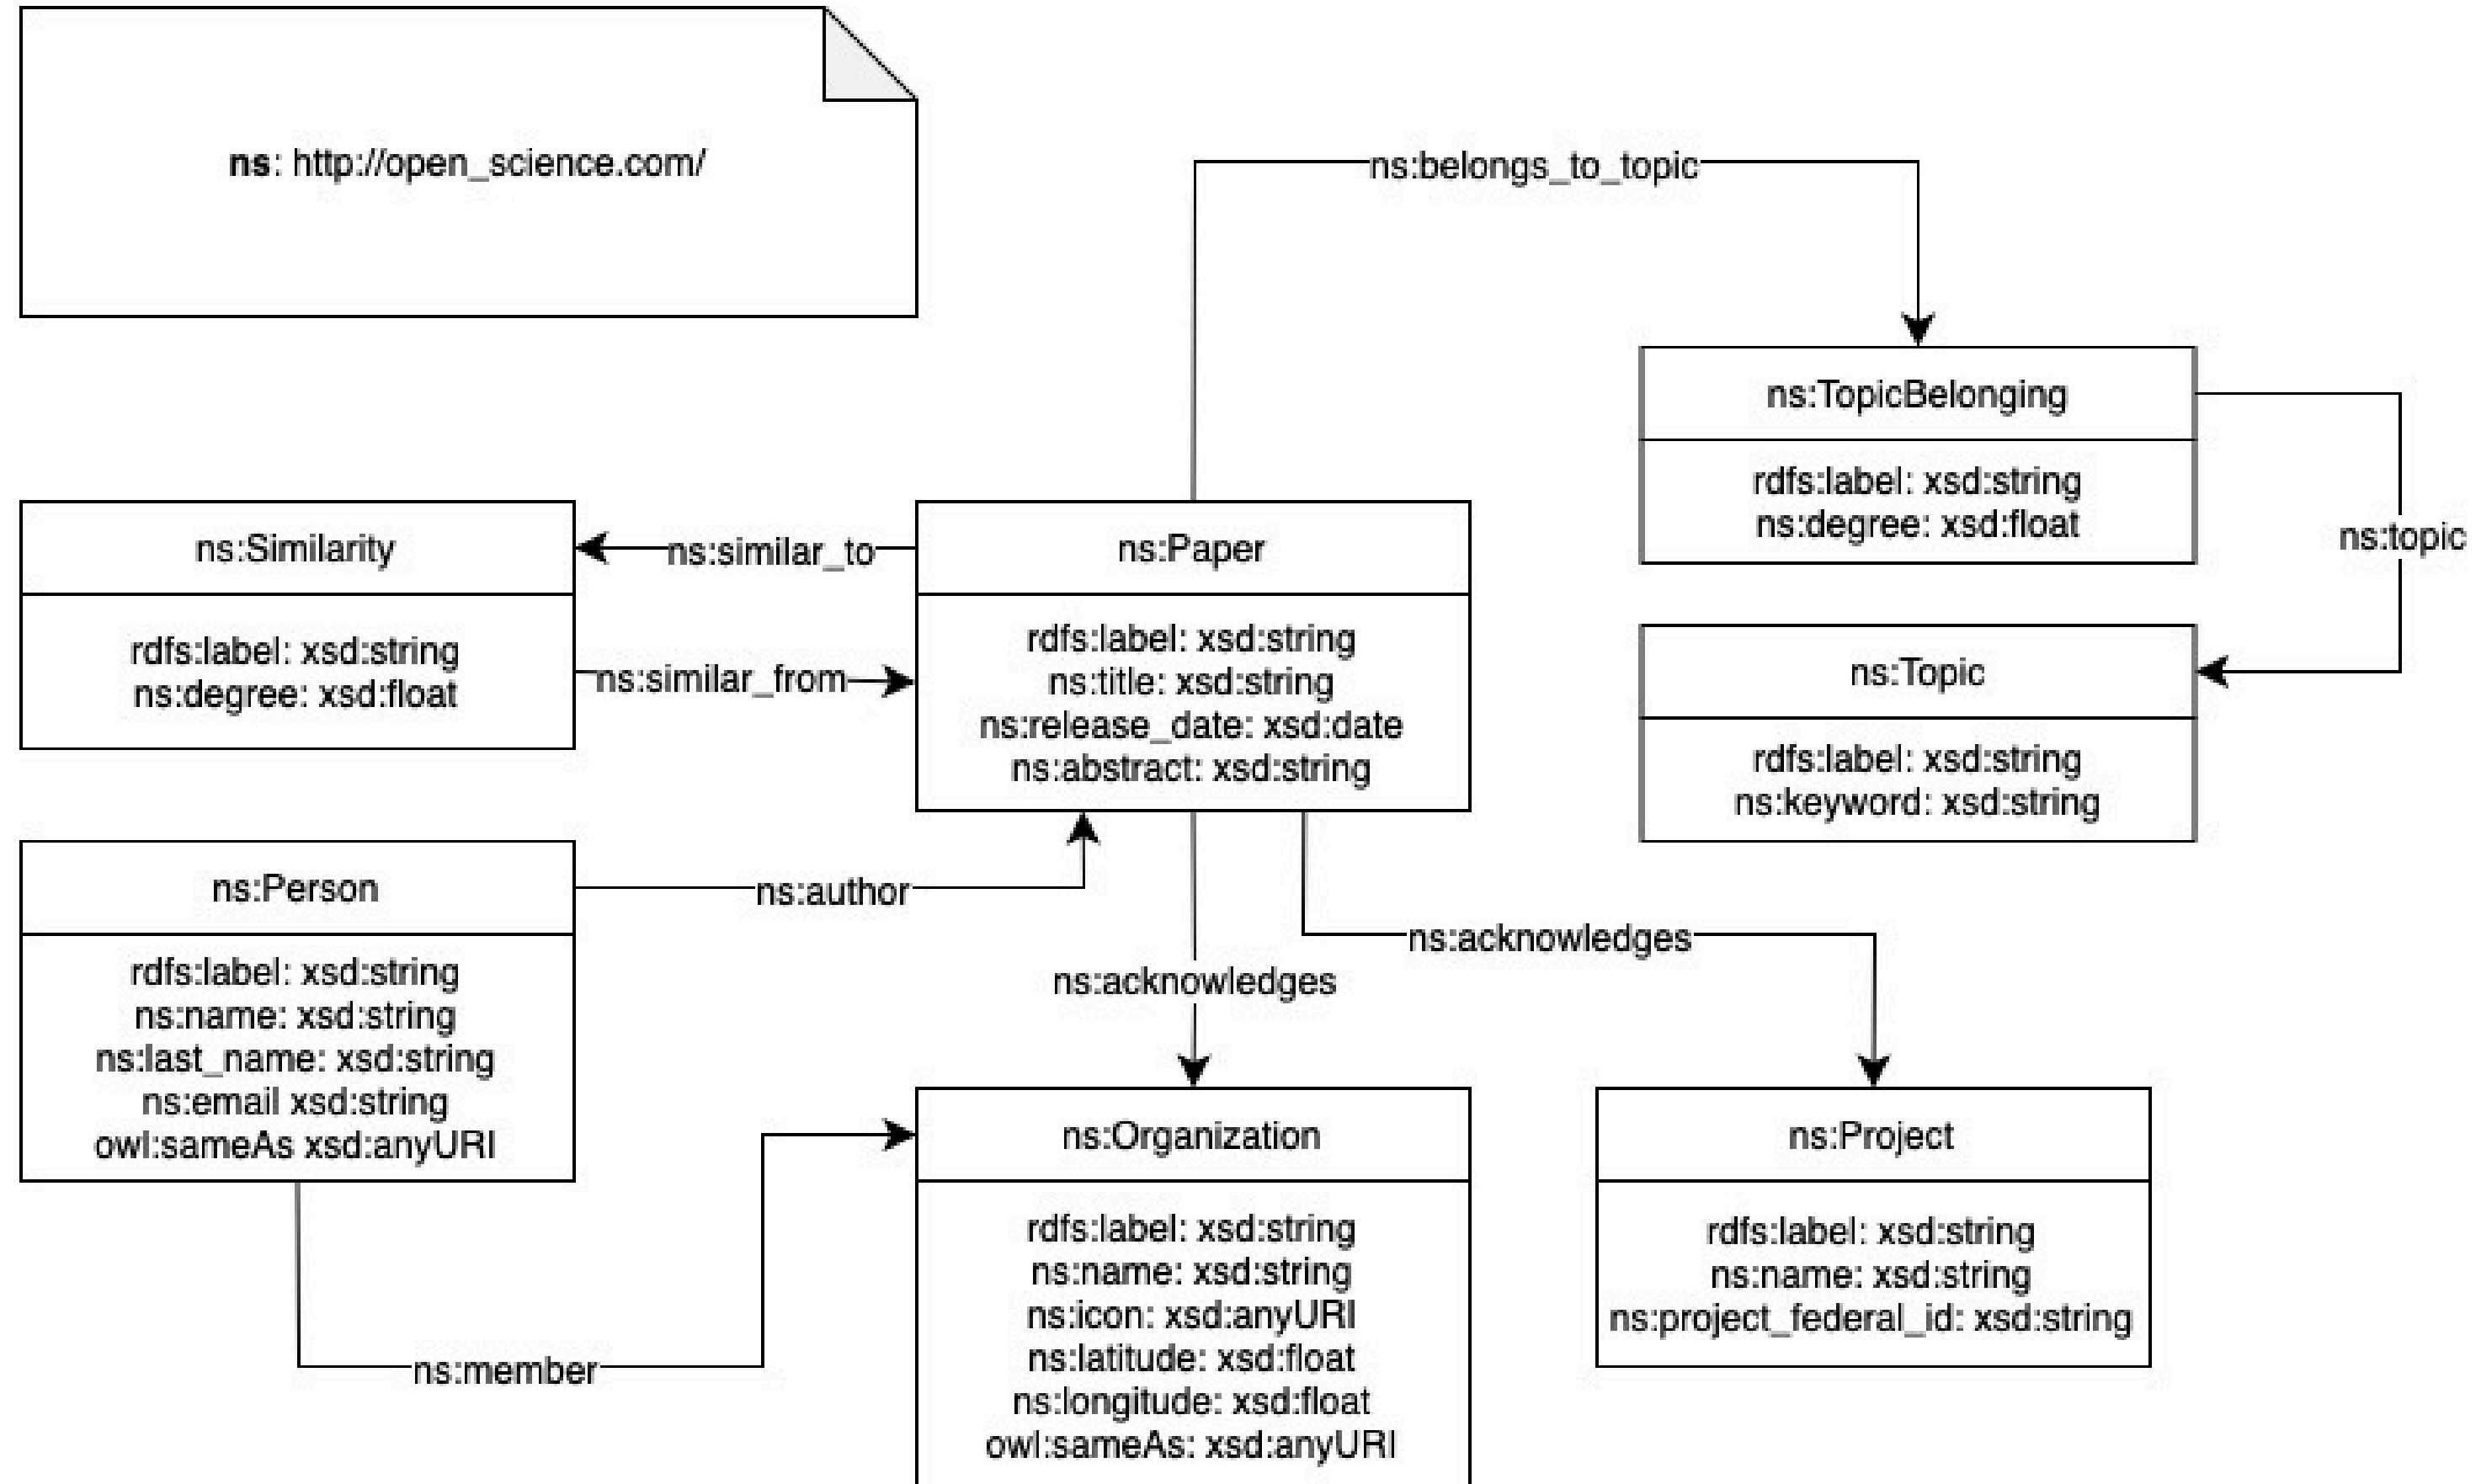 ns: http://open_science.com/
ns:belongs_to_topic
ns:TopicBelonging
rdfs:label: xsd:string
ns:degree: xsd:float
ns:topic
ns:Similarity
rdfs:label: xsd:string
ns:degree: xsd:float
ns:similar_to
ns:similar_from
ns:Paper
rdfs:label: xsd:string
ns:title: xsd:string
ns:release_date: xsd:date
ns:abstract: xsd:string
ns:Topic
rdfs:label: xsd:string
ns:keyword: xsd:string
ns:Person
rdfs:label: xsd:string
ns:name: xsd:string
ns:last_name: xsd:string
ns:email xsd:string
owl:sameAs xsd:anyURI
ns:author
ns:acknowledges
ns:acknowledges
ns:member
ns:Organization
rdfs:label: xsd:string
ns:name: xsd:string
ns:icon: xsd:anyURI
ns:latitude: xsd:float
ns:longitude: xsd:float
owl:sameAs: xsd:anyURI
ns:Project
rdfs:label: xsd:string
ns:name: xsd:string
ns:project_federal_id: xsd:string